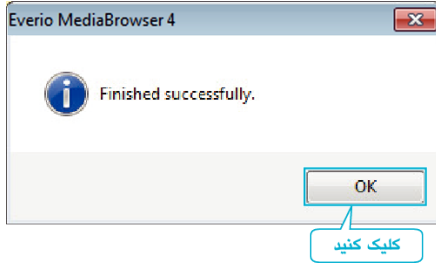 Everio MediaBrowser 4
Finished successfully.
OK
کلیک کنید